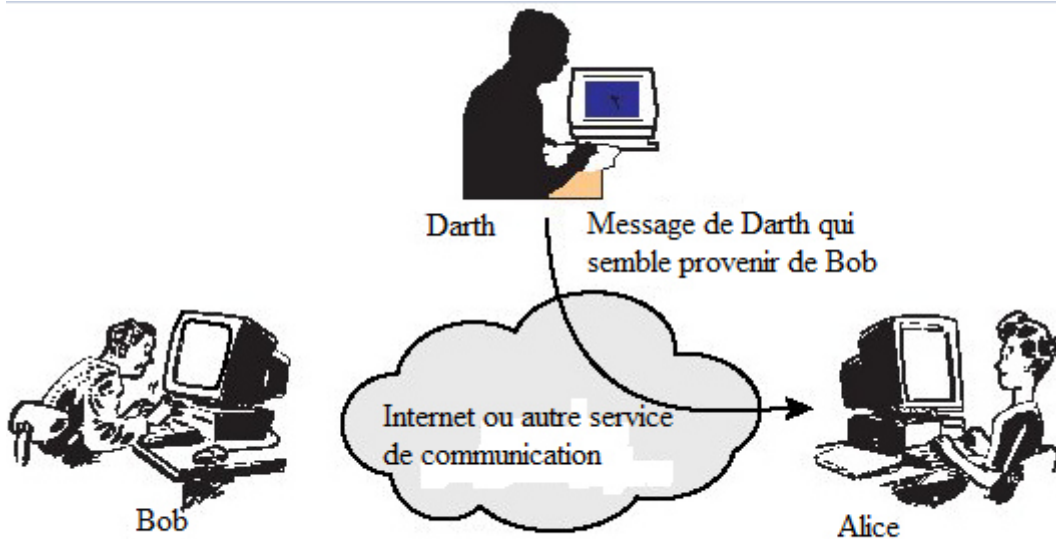 Darth
Message de Darth qui
semble provenir de Bob
Internet ou autre service
de communication
Bob
Alice